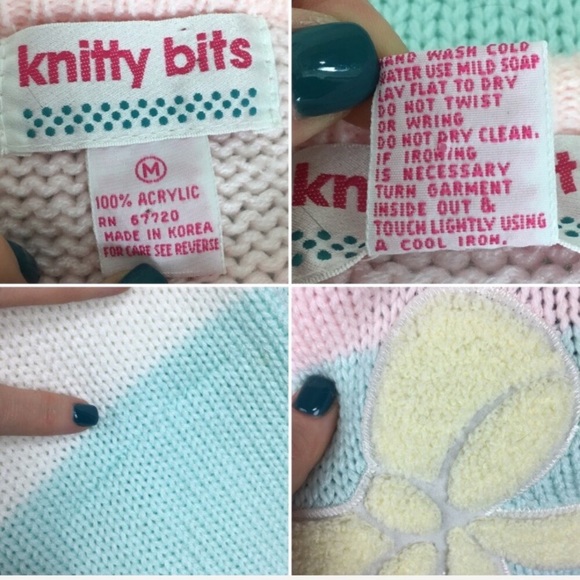 knitty bits
M
100% ACRYLIC
RN 67720
MADE IN KOREA
FOR CARE SEE REVERSE
HAND WASH COLD
WATER USE MILD SOAP
LAY FLAT TO DRY
DO NOT TWIST
OR WRING
DO NOT DRY CLEAN.
IF IRONING
IS NECESSARY
TURN GARMENT
INSIDE OUT &
TOUCH LIGHTLY USING
A COOL IRON.
kn t